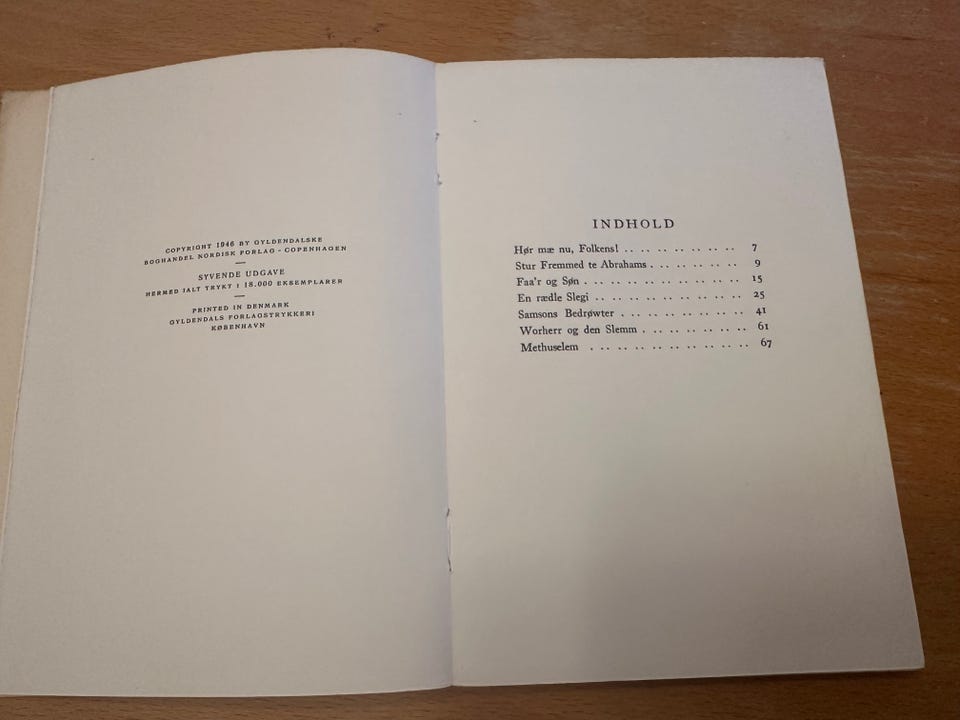 COPYRIGHT 1946 BY GYLDENDALSKE
BOGHANDEL NORDISK FORLAG - COPENHAGEN
—
SYVENDE UDGAVE
HERMED IALT TRYKT I 18.000 EKSEMPLARER
—
PRINTED IN DENMARK
GYLDENDALS FORLAGSTRYKKERI
KØBENHAVN
INDHOLD
Hør mæ nu, Folkens! .. .. .. .. .. .. .. 7
Stur Fremmed te Abrahams . .. .. .. .. .. 9
Faa'r og Søn . .. .. .. .. .. .. .. .. .. 15
En rædle Slegi .. .. .. .. .. .. .. .. .. 25
Samsons Bedrøwter . .. .. .. .. .. .. .. 41
Worherr og den Slemm . .. .. .. .. .. .. 61
Methuselem . .. .. .. .. .. .. .. .. .. 67